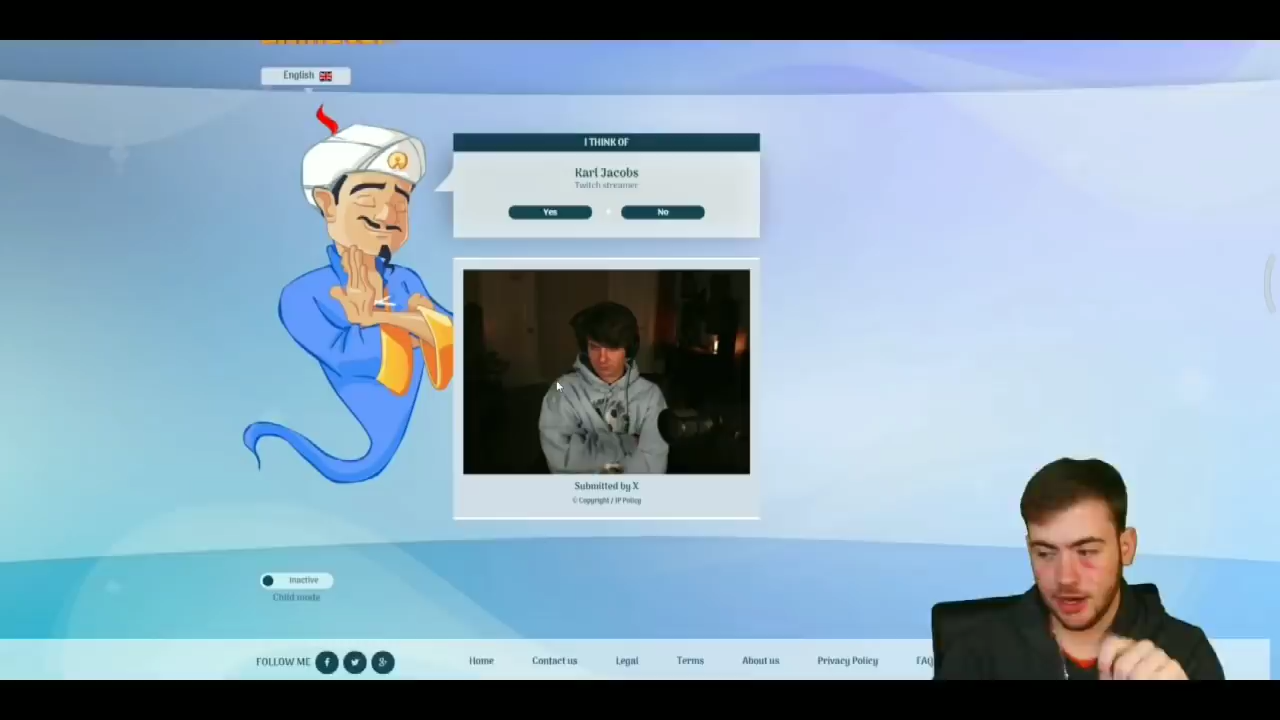 English
I THINK OF
Karl Jacobs
Twitch streamer
Yes
No
Submitted by X
© Copyright / IP Policy
Inactive
Child mode
FOLLOW ME
Home
Contact us
Legal
Terms
About us
Privacy Policy
FAQ